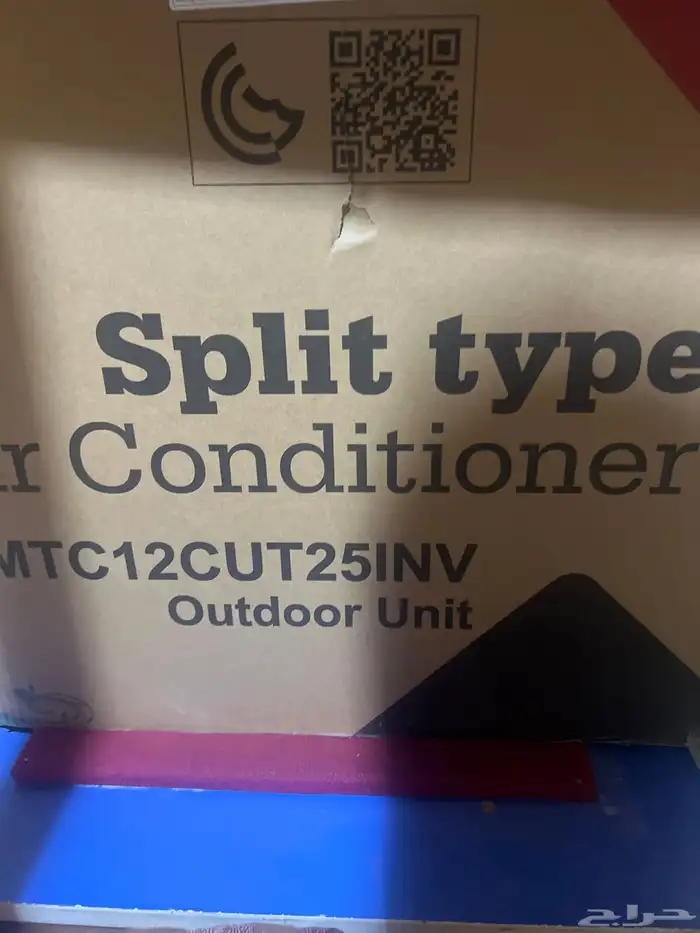 Split type
r Conditioner
MTC12CUT25INV
Outdoor Unit
حراج